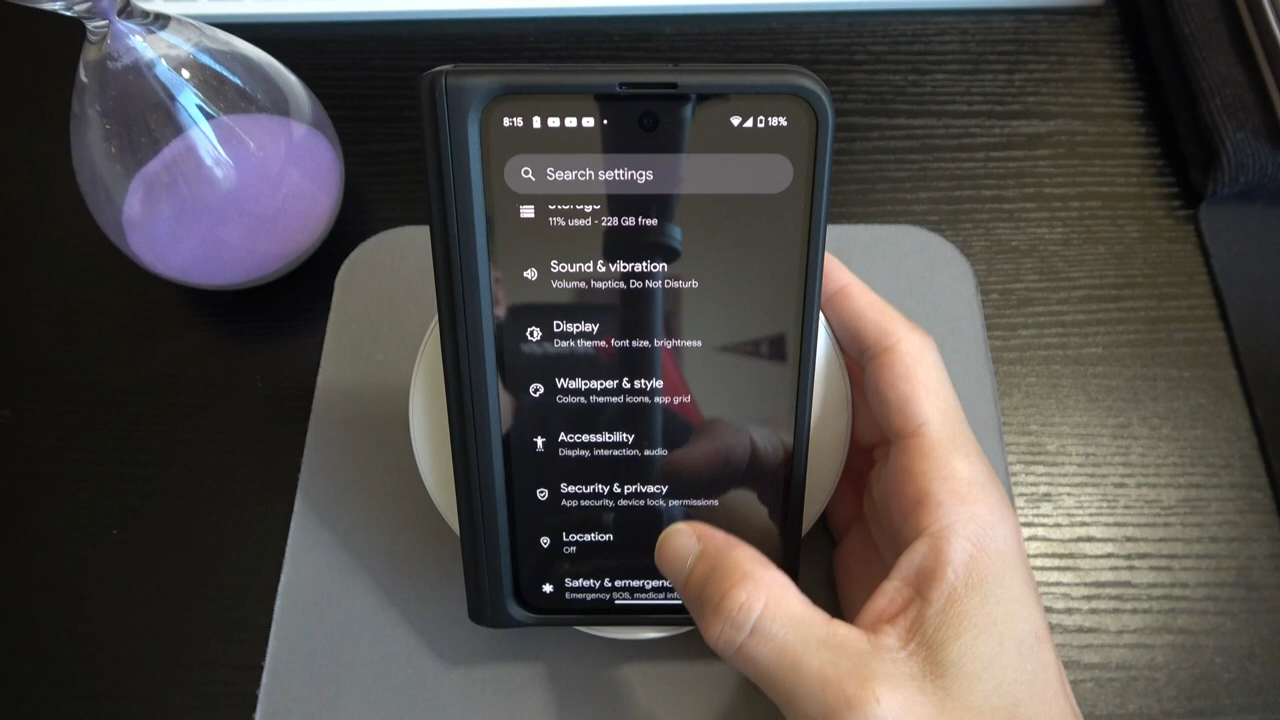 8:15 18%
Search settings
Storage
11% used - 228 GB free
Sound & vibration
Volume, haptics, Do Not Disturb
Display
Dark theme, font size, brightness
Wallpaper & style
Colors, themed icons, app grid
Accessibility
Display, interaction, audio
Security & privacy
App security, device lock, permissions
Location
Off
Safety & emergenc
Emergency SOS, medical inf